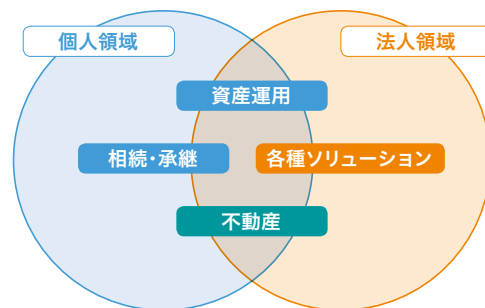 個人領域
法人領域
資産運用
相続・承継
各種ソリューション
不動産